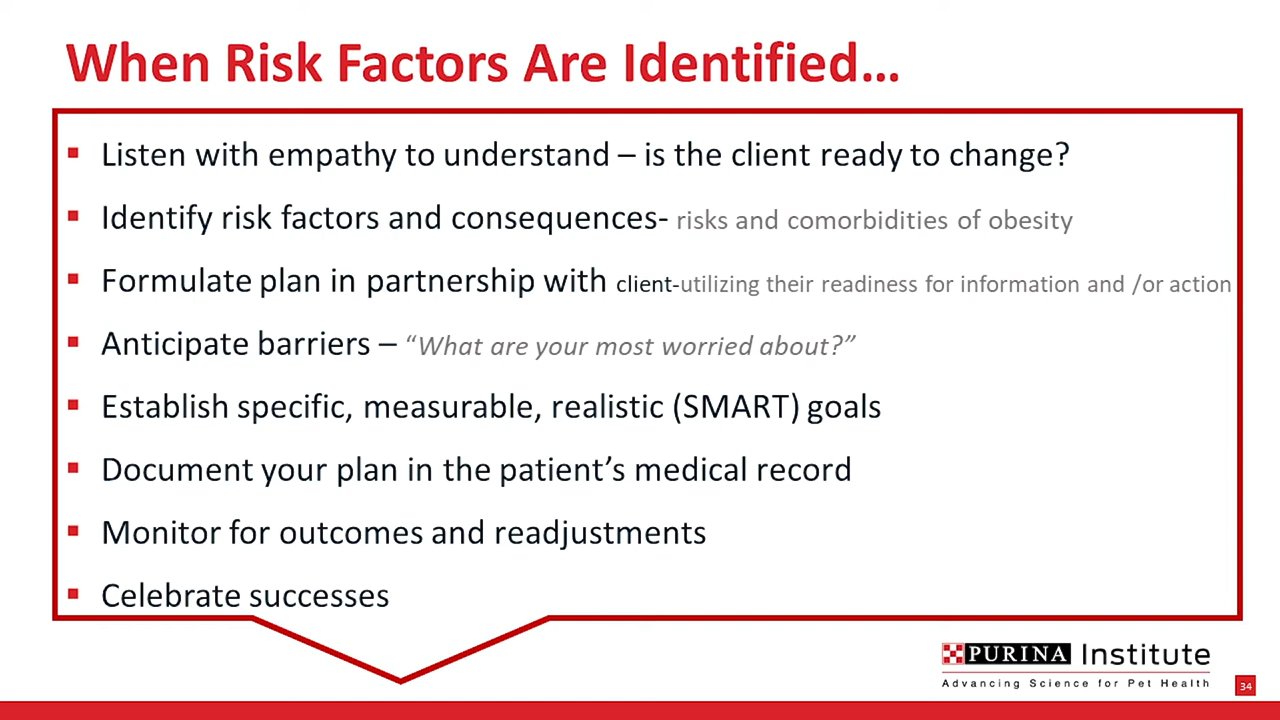 When Risk Factors Are Identified…
▪ Listen with empathy to understand – is the client ready to change?
▪ Identify risk factors and consequences- risks and comorbidities of obesity
▪ Formulate plan in partnership with client-utilizing their readiness for information and /or action
▪ Anticipate barriers – “What are your most worried about?”
▪ Establish specific, measurable, realistic (SMART) goals
▪ Document your plan in the patient’s medical record
▪ Monitor for outcomes and readjustments
▪ Celebrate successes
PURINA Institute
Advancing Science for Pet Health
34